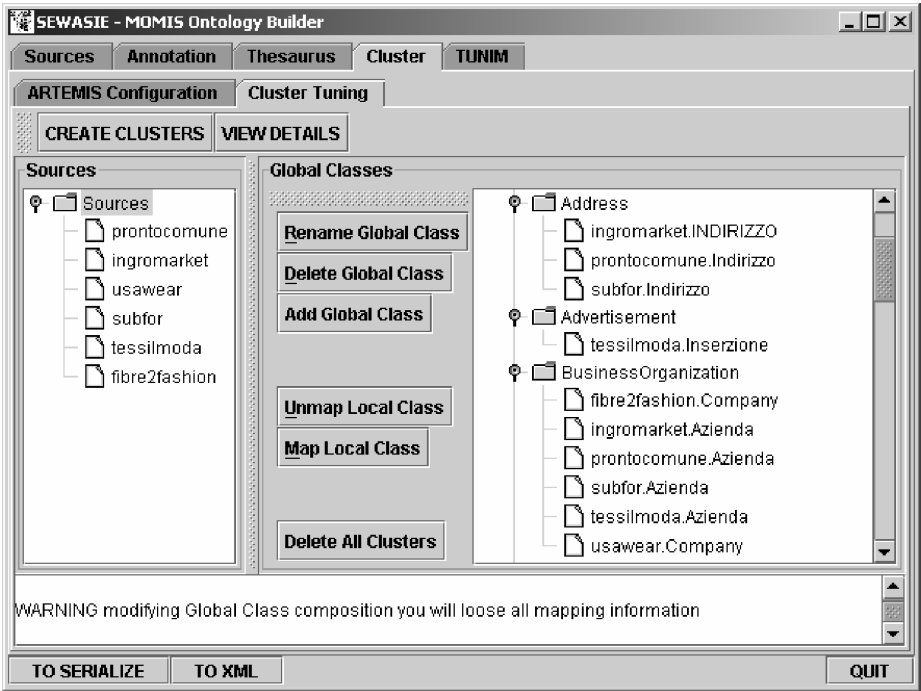 SEWASIE - MOMIS Ontology Builder
Sources Annotation Thesaurus Cluster TUNIM
ARTEMIS Configuration Cluster Tuning
CREATE CLUSTERS VIEW DETAILS
Sources
Sources
prontocomune
ingromarket
usawear
subfor
tessilmoda
fibre2fashion
Global Classes
Rename Global Class
Delete Global Class
Add Global Class
Unmap Local Class
Map Local Class
Delete All Clusters
Address
ingromarket.INDIRIZZO
prontocomune.Indirizzo
subfor.Indirizzo
Advertisement
tessilmoda.Inserzione
BusinessOrganization
fibre2fashion.Company
ingromarket.Azienda
prontocomune.Azienda
subfor.Azienda
tessilmoda.Azienda
usawear.Company
WARNING modifying Global Class composition you will loose all mapping information
TO SERIALIZE TO XML QUIT